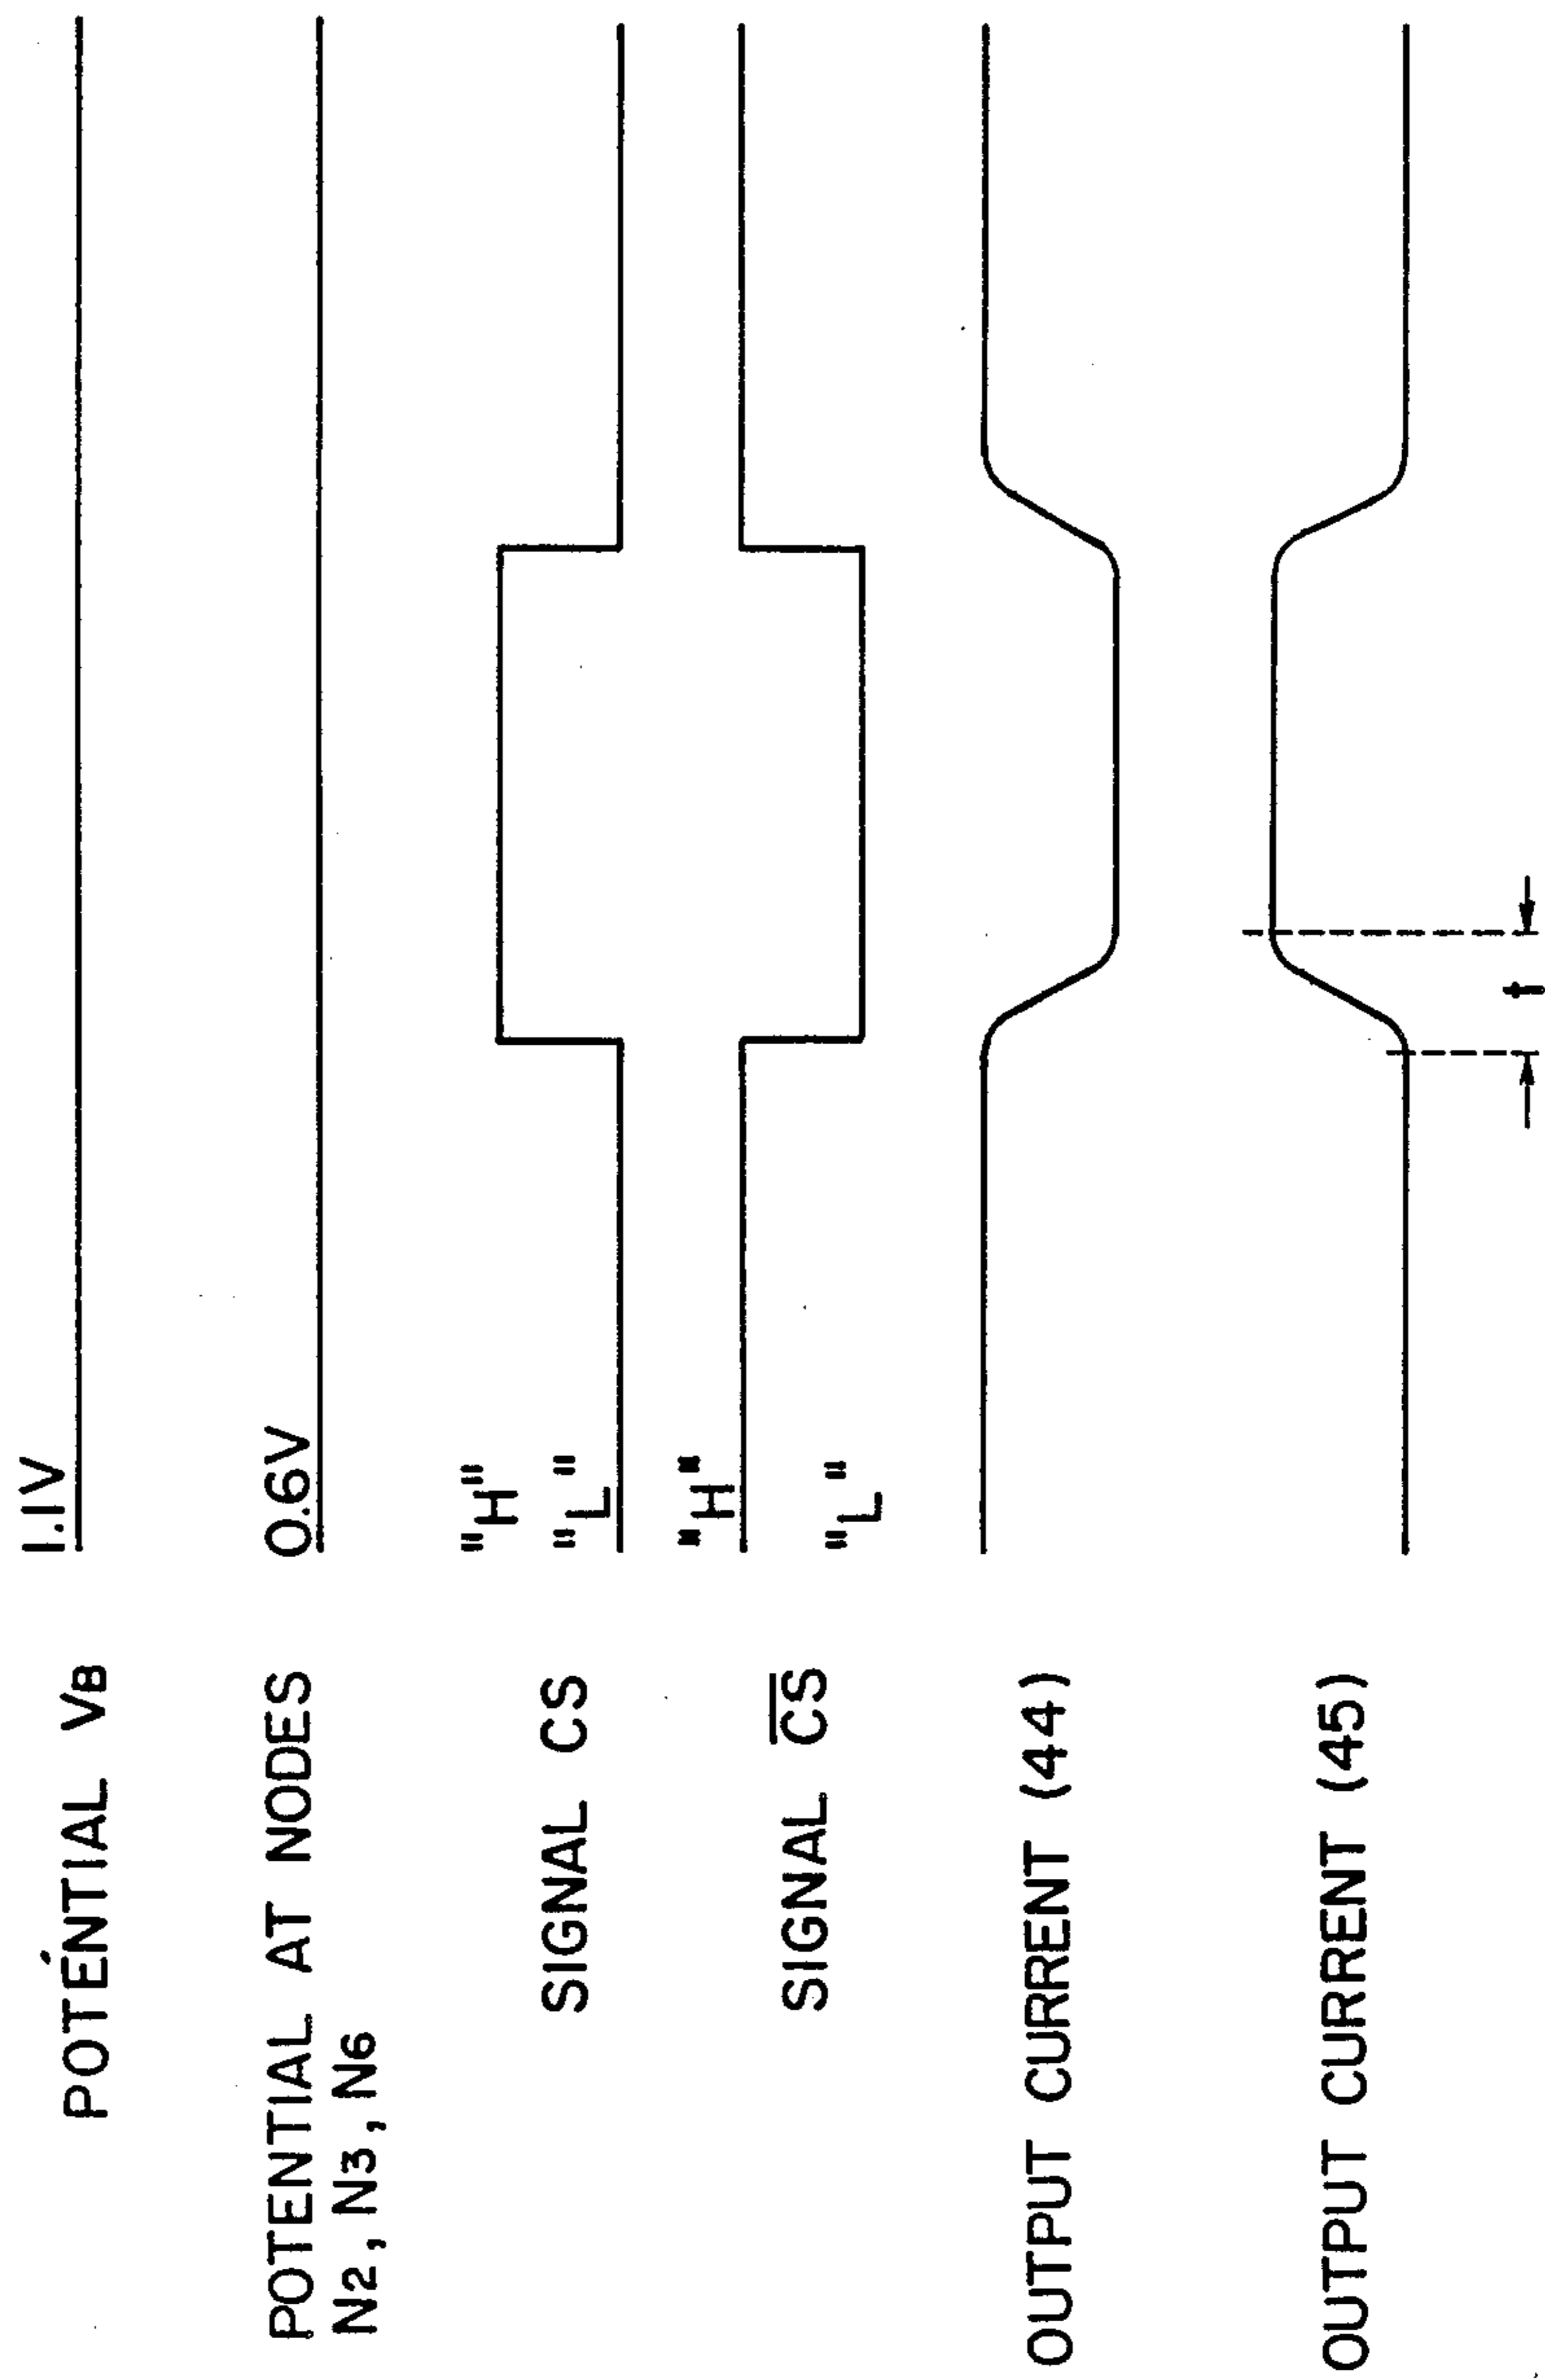 POTENTIAL VB
1.1V
POTENTIAL AT NODES
N2, N3, N6
0.6V
SIGNAL CS
"H"
"L"
SIGNAL C̅S̅
"H"
"L"
OUTPUT CURRENT (44)
OUTPUT CURRENT (45)
t